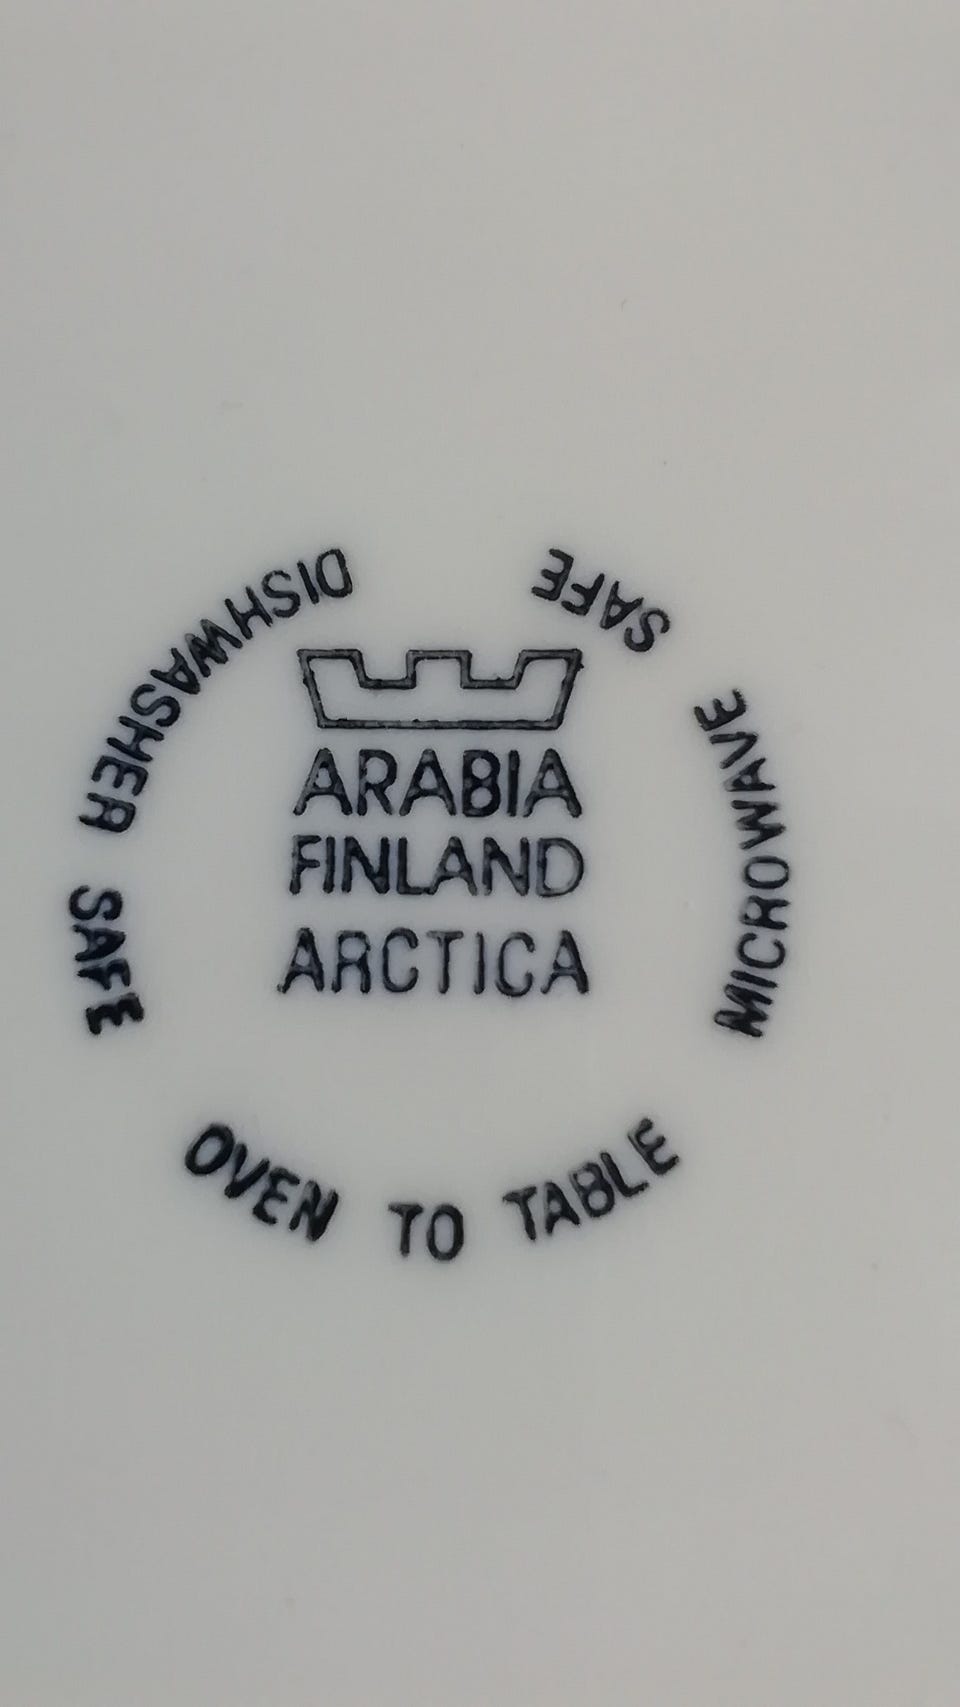 ARABIA
FINLAND
ARCTICA
DISHWASHER SAFE
OVEN TO TABLE
MICROWAVE SAFE